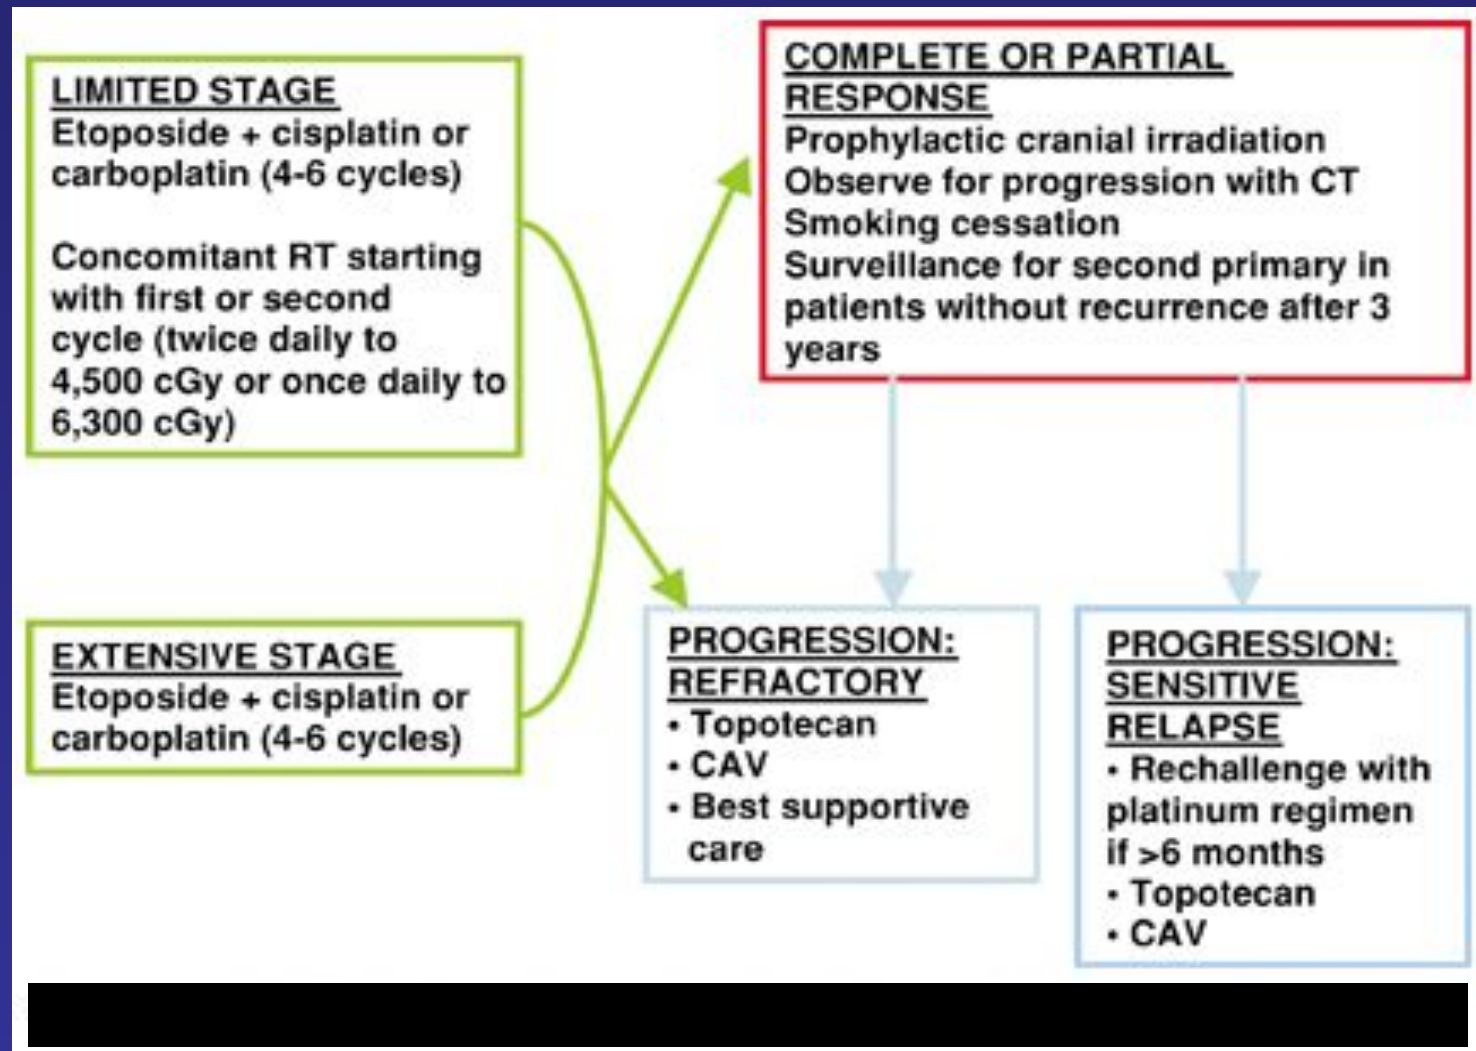 LIMITED STAGE
Etoposide + cisplatin or
carboplatin (4-6 cycles)
Concomitant RT starting
with first or second
cycle (twice daily to
4,500 cGy or once daily to
6,300 cGy)
EXTENSIVE STAGE
Etoposide + cisplatin or
carboplatin (4-6 cycles)
COMPLETE OR PARTIAL
RESPONSE
Prophylactic cranial irradiation
Observe for progression with CT
Smoking cessation
Surveillance for second primary in
patients without recurrence after 3
years
PROGRESSION:
REFRACTORY
• Topotecan
• CAV
• Best supportive
care
PROGRESSION:
SENSITIVE
RELAPSE
• Rechallenge with
platinum regimen
if >6 months
• Topotecan
• CAV